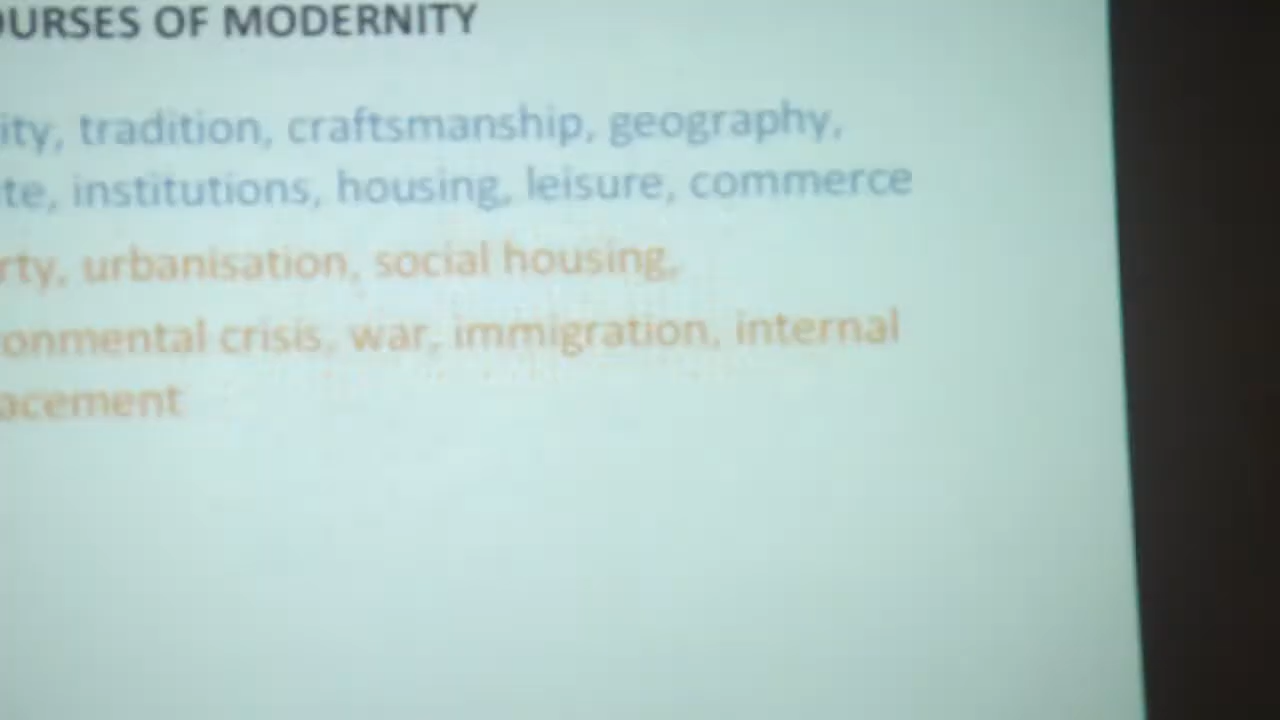 OURSES OF MODERNITY
ity, tradition, craftsmanship, geography,
te, institutions, housing, leisure, commerce
rty, urbanisation, social housing,
onmental crisis, war, immigration, internal
acement